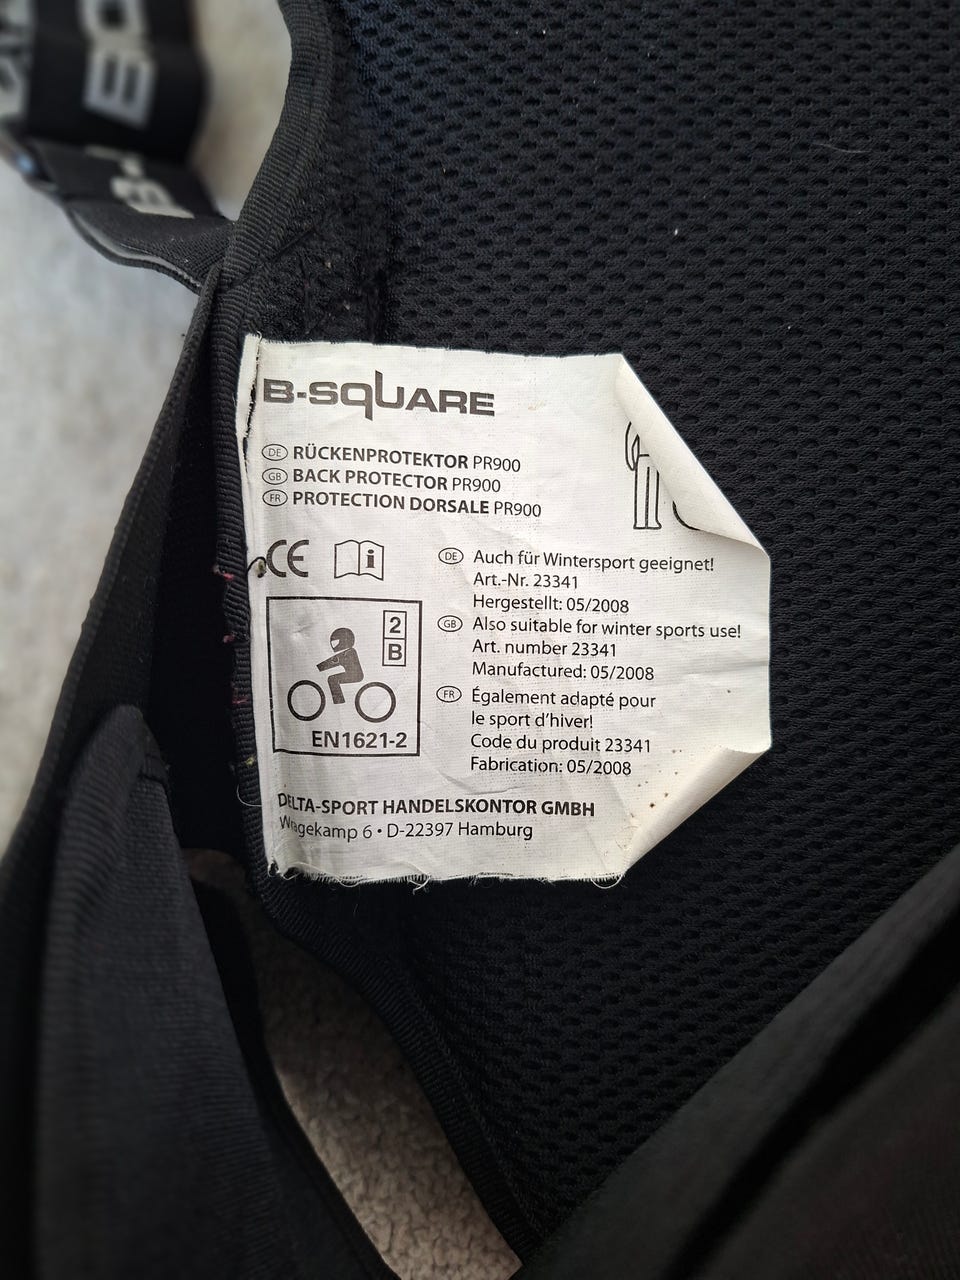 B-SQUARE
DE RÜCKENPROTEKTOR PR900
GB BACK PROTECTOR PR900
FR PROTECTION DORSALE PR900
CE i
2
B
EN1621-2
DE Auch für Wintersport geeignet!
Art.-Nr. 23341
Hergestellt: 05/2008
GB Also suitable for winter sports use!
Art. number 23341
Manufactured: 05/2008
FR Également adapté pour
le sport d'hiver!
Code du produit 23341
Fabrication: 05/2008
DELTA-SPORT HANDELSKONTOR GMBH
Wragekamp 6 • D-22397 Hamburg